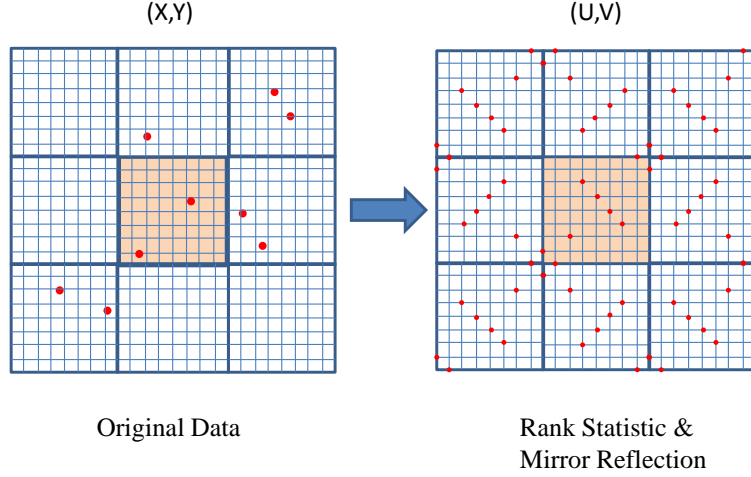 (X,Y)
(U,V)
Original Data
Rank Statistic &
Mirror Reflection